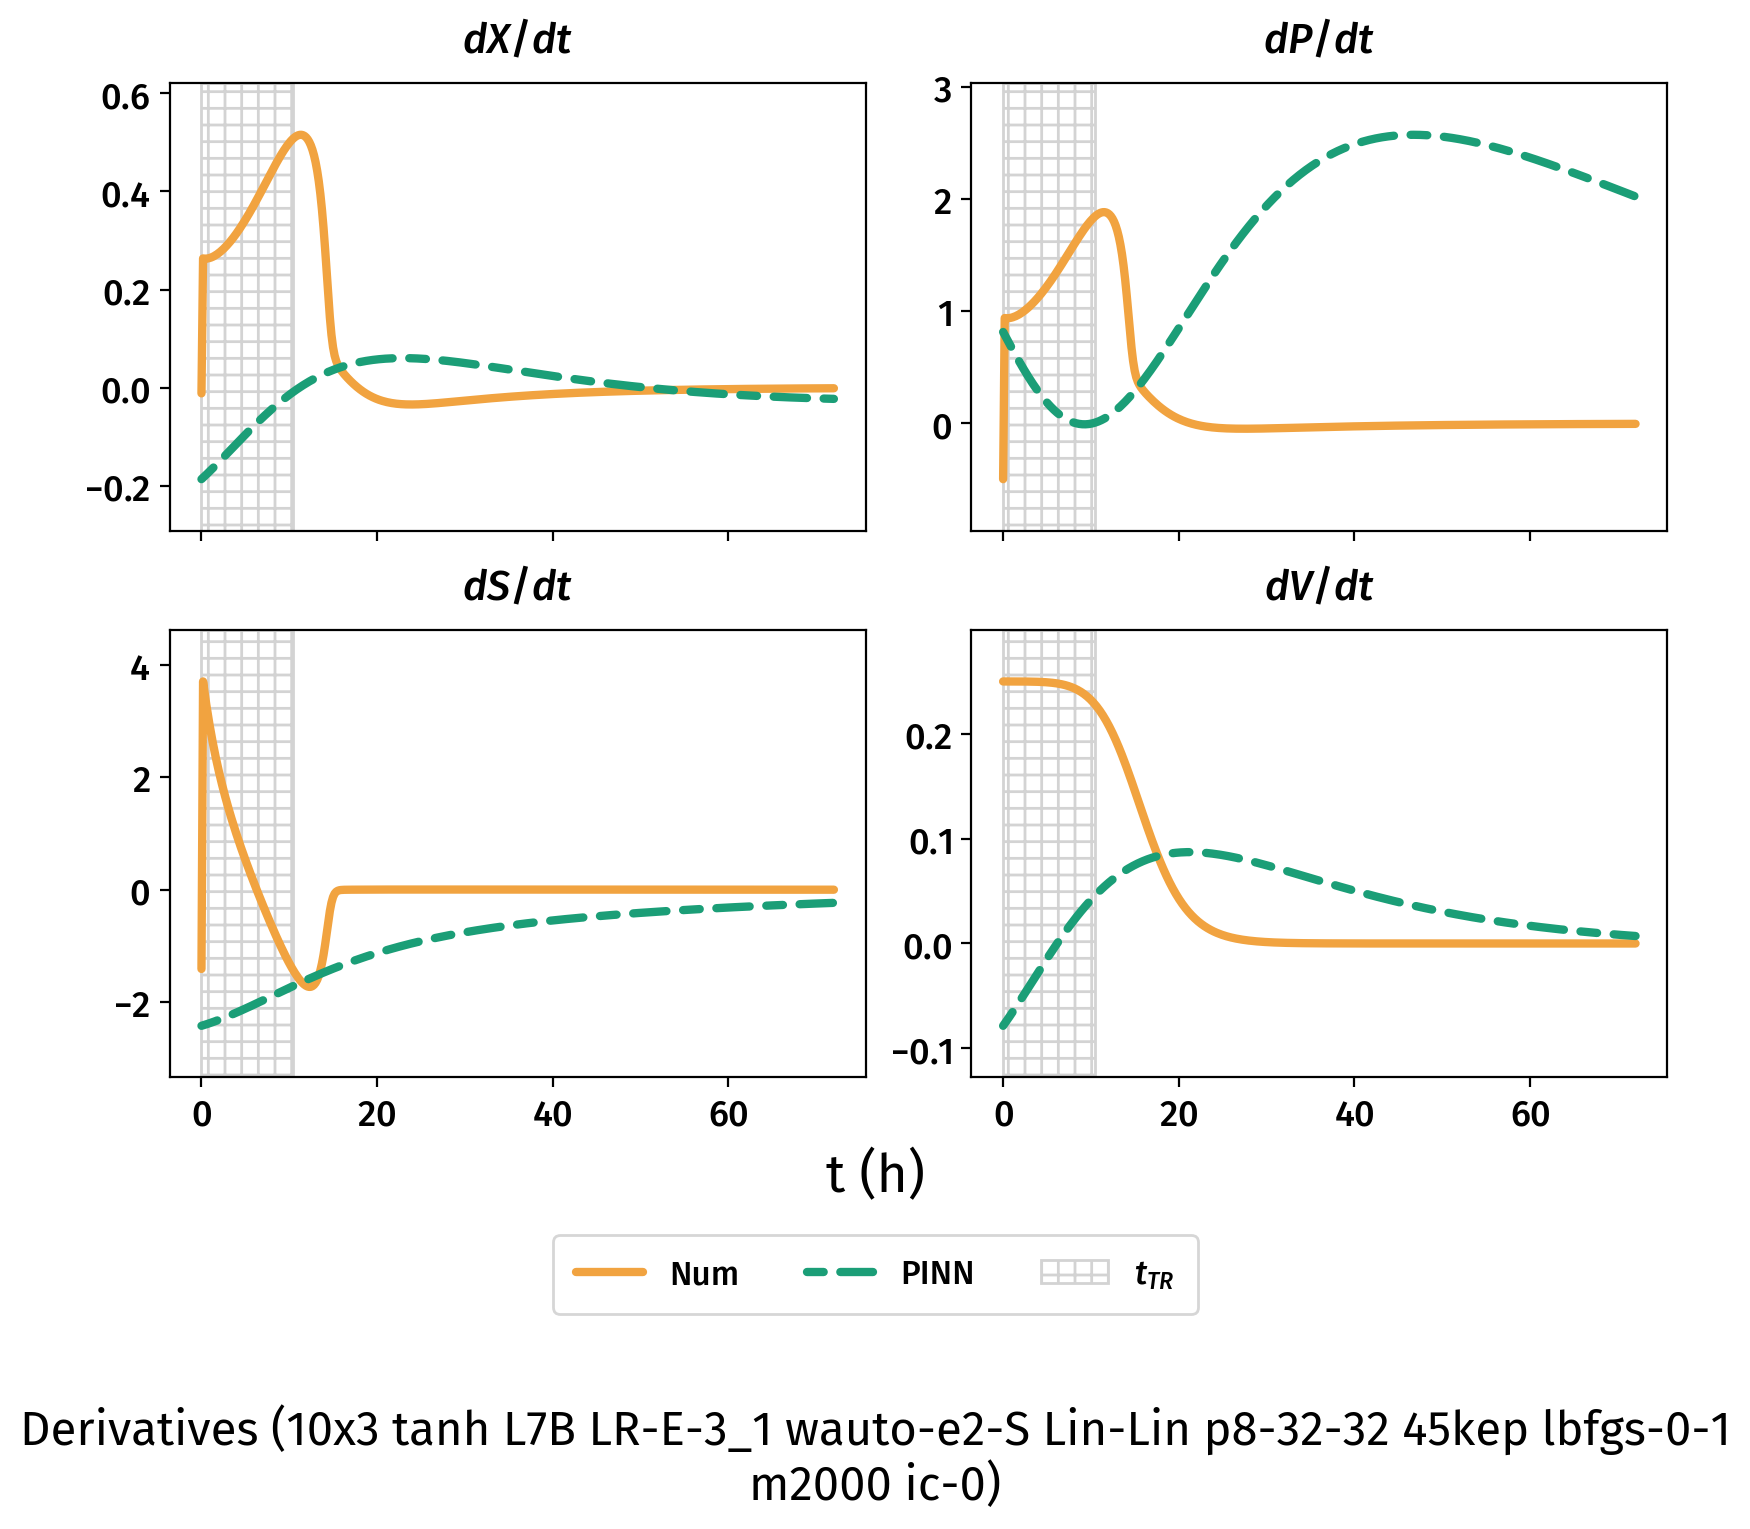 dX/dt
dP/dt
0.6
0.4
0.2
0.0
−0.2
3
2
1
0
dS/dt
dV/dt
4
2
0
−2
0.2
0.1
0.0
−0.1
0 20 40 60
0 20 40 60
t (h)
Num PINN t_TR
Derivatives (10x3 tanh L7B LR-E-3_1 wauto-e2-S Lin-Lin p8-32-32 45kep lbfgs-0-1
m2000 ic-0)